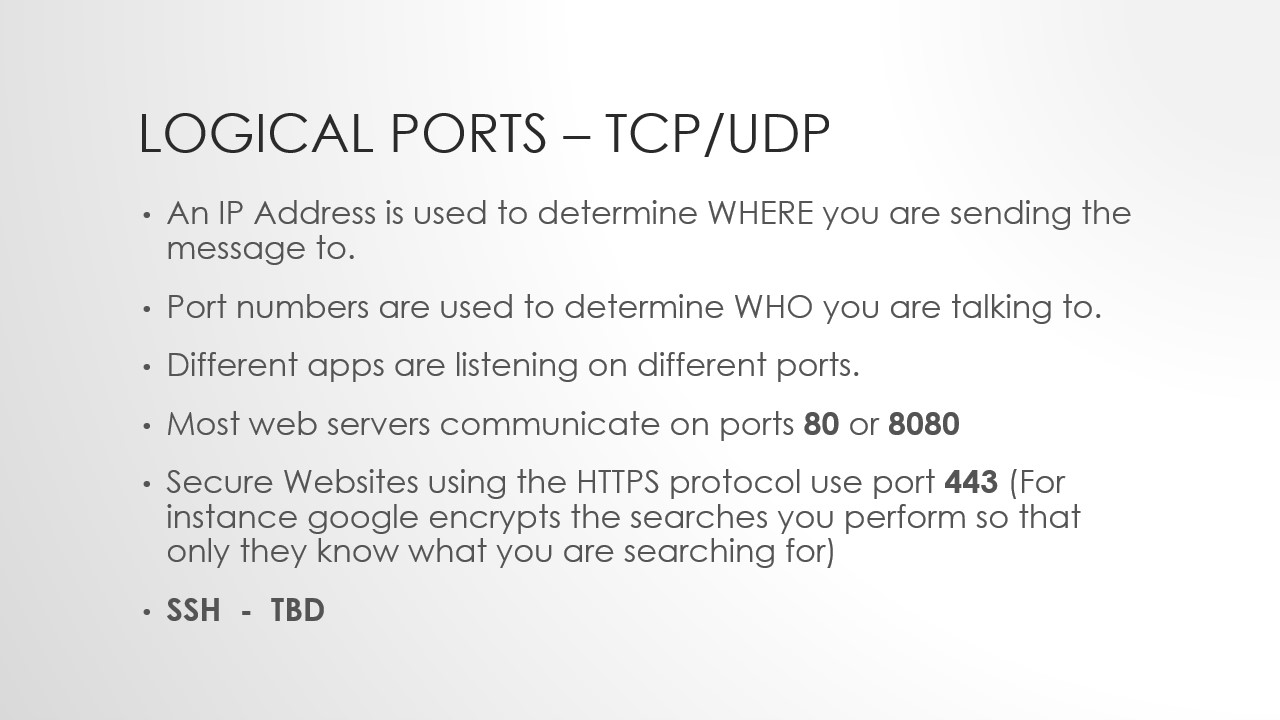 LOGICAL PORTS – TCP/UDP
• An IP Address is used to determine WHERE you are sending the
message to.
• Port numbers are used to determine WHO you are talking to.
• Different apps are listening on different ports.
• Most web servers communicate on ports 80 or 8080
• Secure Websites using the HTTPS protocol use port 443 (For
instance google encrypts the searches you perform so that
only they know what you are searching for)
• SSH - TBD